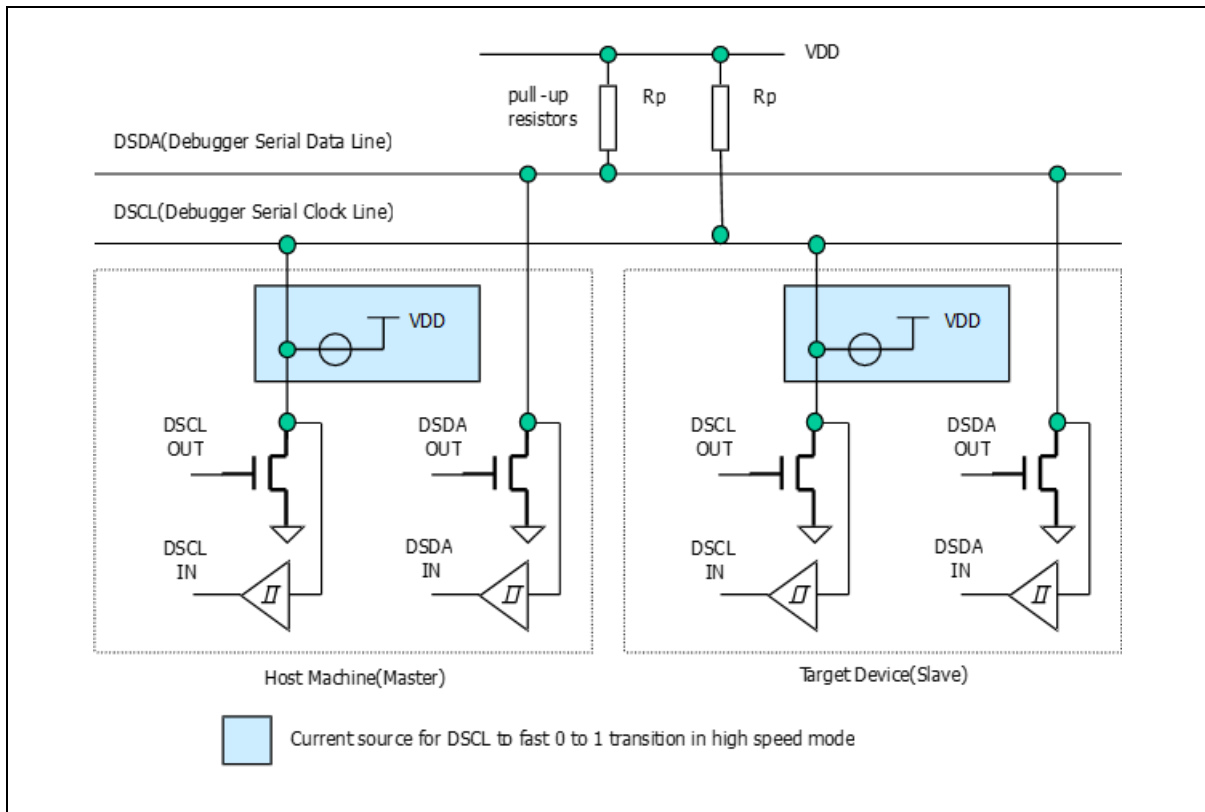 VDD
pull -up
resistors
Rp
Rp
DSDA(Debugger Serial Data Line)
DSCL(Debugger Serial Clock Line)
VDD
VDD
DSCL
OUT
DSDA
OUT
DSCL
OUT
DSDA
OUT
DSCL
IN
DSDA
IN
DSCL
IN
DSDA
IN
Host Machine(Master)
Target Device(Slave)
Current source for DSCL to fast 0 to 1 transition in high speed mode